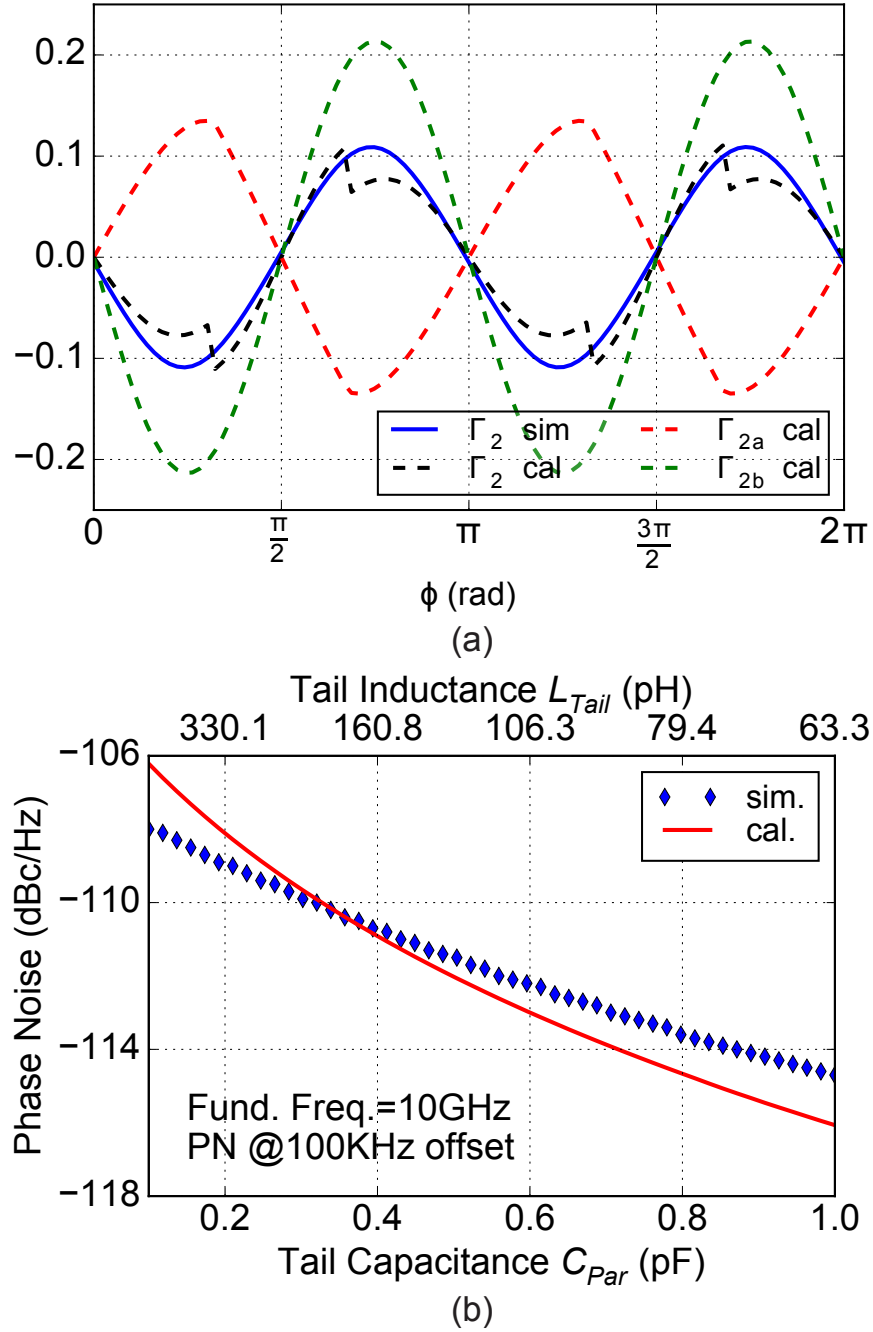 0.2
0.1
0.0
−0.1
−0.2
Γ2 sim
Γ2 cal
Γ2a cal
Γ2b cal
0
π/2
π
3π/2
2π
ϕ (rad)
(a)
Tail Inductance LTail (pH)
330.1 160.8 106.3 79.4 63.3
−106
−110
−114
−118
Phase Noise (dBc/Hz)
sim.
cal.
Fund. Freq.=10GHz
PN @100KHz offset
0.2 0.4 0.6 0.8 1.0
Tail Capacitance CPar (pF)
(b)